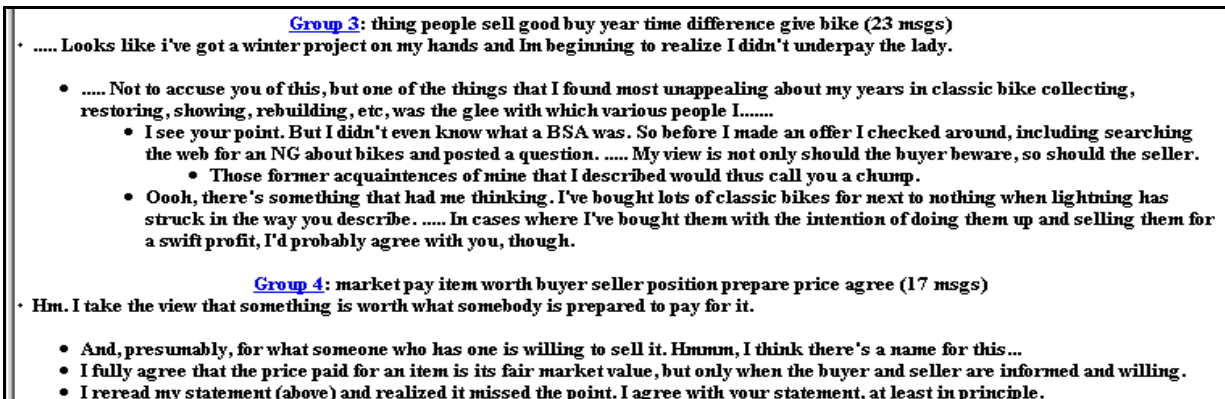 Group 3: thing people sell good buy year time difference give bike (23 msgs)
..... Looks like i've got a winter project on my hands and Im beginning to realize I didn't underpay the lady.
..... Not to accuse you of this, but one of the things that I found most unappealing about my years in classic bike collecting,
restoring, showing, rebuilding, etc, was the glee with which various people I.......
I see your point. But I didn't even know what a BSA was. So before I made an offer I checked around, including searching
the web for an NG about bikes and posted a question. ..... My view is not only should the buyer beware, so should the seller.
Those former acquaintences of mine that I described would thus call you a chump.
Oooh, there's something that had me thinking. I've bought lots of classic bikes for next to nothing when lightning has
struck in the way you describe. ..... In cases where I've bought them with the intention of doing them up and selling them for
a swift profit, I'd probably agree with you, though.
Group 4: market pay item worth buyer seller position prepare price agree (17 msgs)
Hm. I take the view that something is worth what somebody is prepared to pay for it.
And, presumably, for what someone who has one is willing to sell it. Hmmm, I think there's a name for this...
I fully agree that the price paid for an item is its fair market value, but only when the buyer and seller are informed and willing.
I reread my statement (above) and realized it missed the point. I agree with your statement, at least in principle.